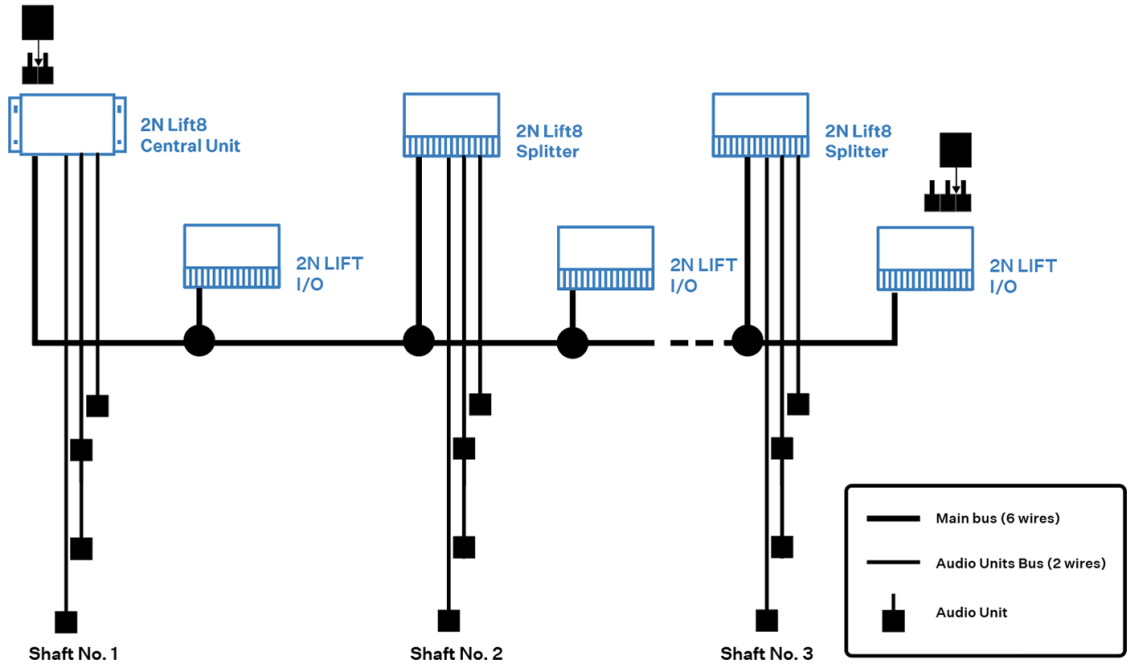 2N Lift8
Central Unit
2N Lift8
Splitter
2N Lift8
Splitter
2N LIFT
I/O
2N LIFT
I/O
2N LIFT
I/O
Main bus (6 wires)
Audio Units Bus (2 wires)
Audio Unit
Shaft No. 1
Shaft No. 2
Shaft No. 3